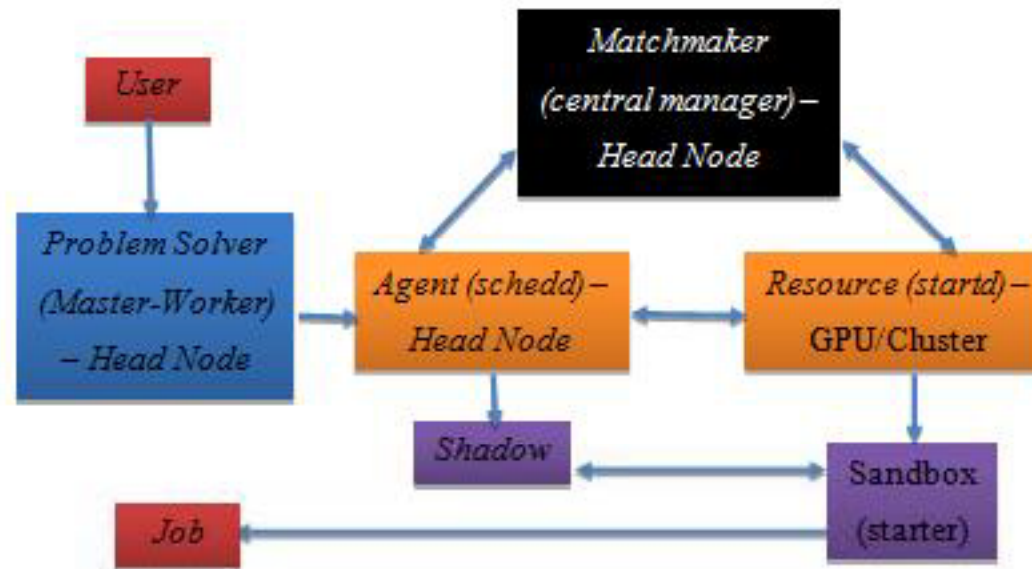 User
Matchmaker
(central manager) –
Head Node
Problem Solver
(Master-Worker)
– Head Node
Agent (schedd) –
Head Node
Resource (startd) –
GPU/Cluster
Shadow
Sandbox
(starter)
Job